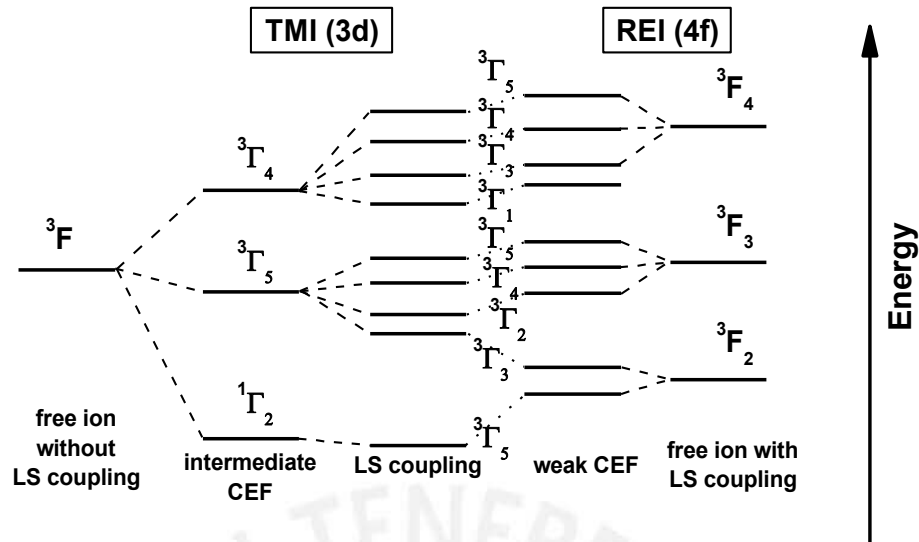 TMI (3d)
REI (4f)
³Γ₅
³F₄
³Γ₄
³Γ₄
³Γ₃
³Γ₁
³F
³Γ₅
³Γ₅
³F₃
³Γ₄
³Γ₂
³F₂
³Γ₃
¹Γ₂
³Γ₅
free ion
without
LS coupling
intermediate
CEF
LS coupling
weak CEF
free ion with
LS coupling
Energy